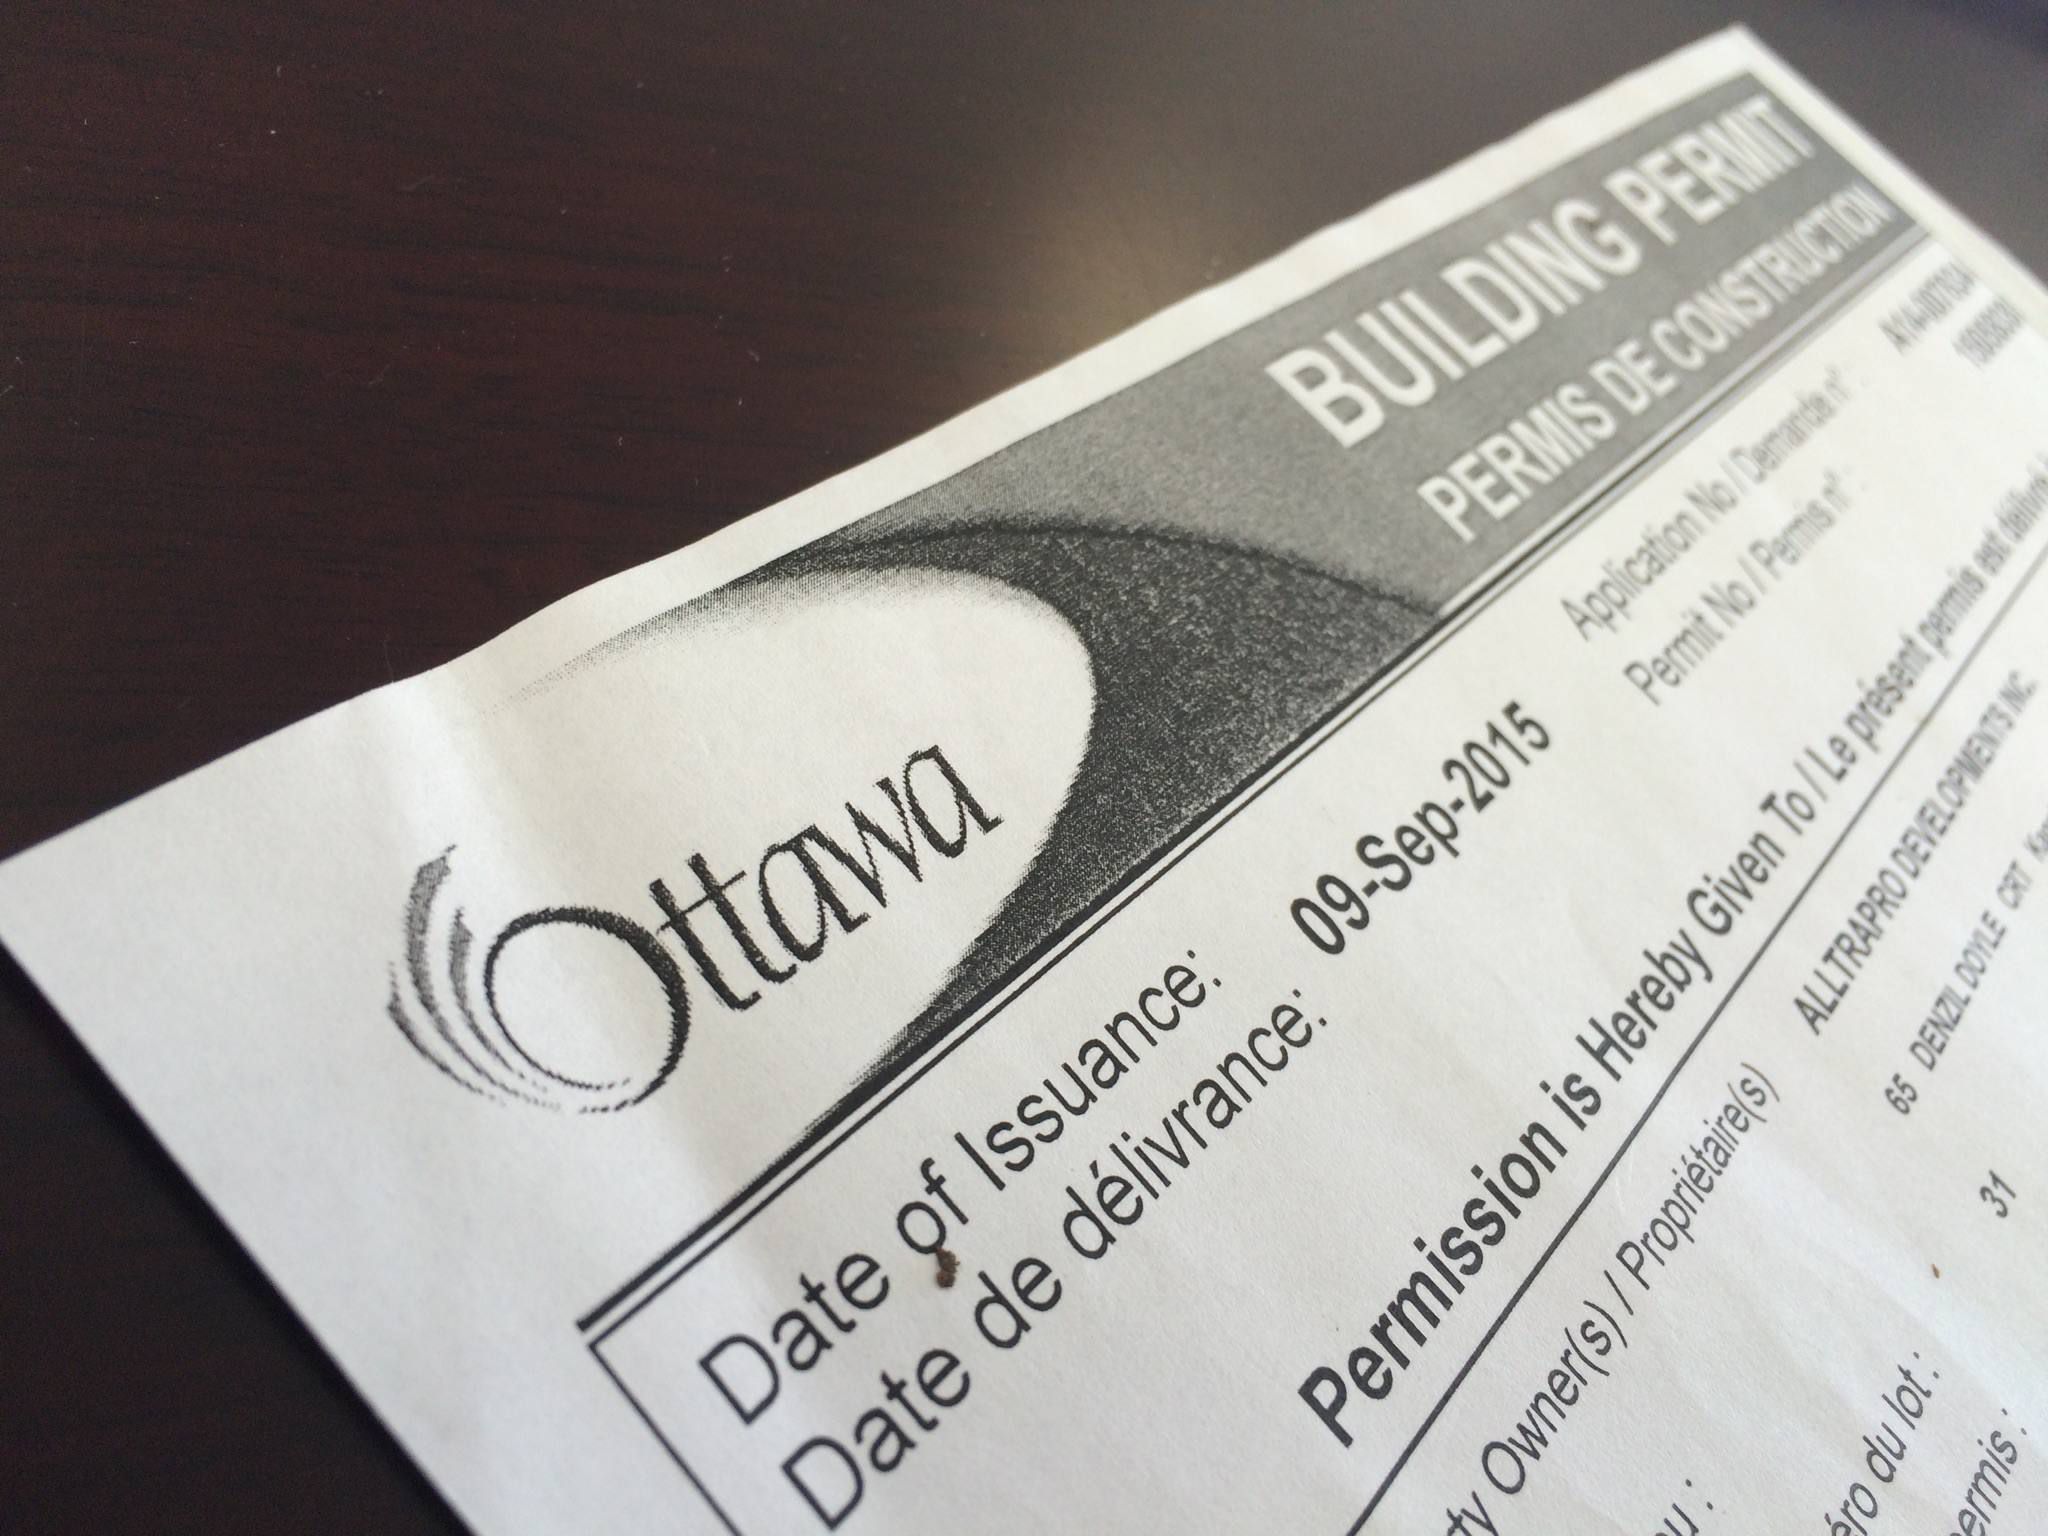 BUILDING PERMIT
PERMIS DE CONSTRUCTION
Ottawa
Application No / Demande n° :
Permit No / Permis n° :
Date of Issuance: 09-Sep-2015
Date de délivrance:
Permission is Hereby Given To / Le présent permis est délivré
Owner(s) / Propriétaire(s) ALLTRAPRO DEVELOPMENTS INC.
65 DENZIL DOYLE CRT
31
du lot :